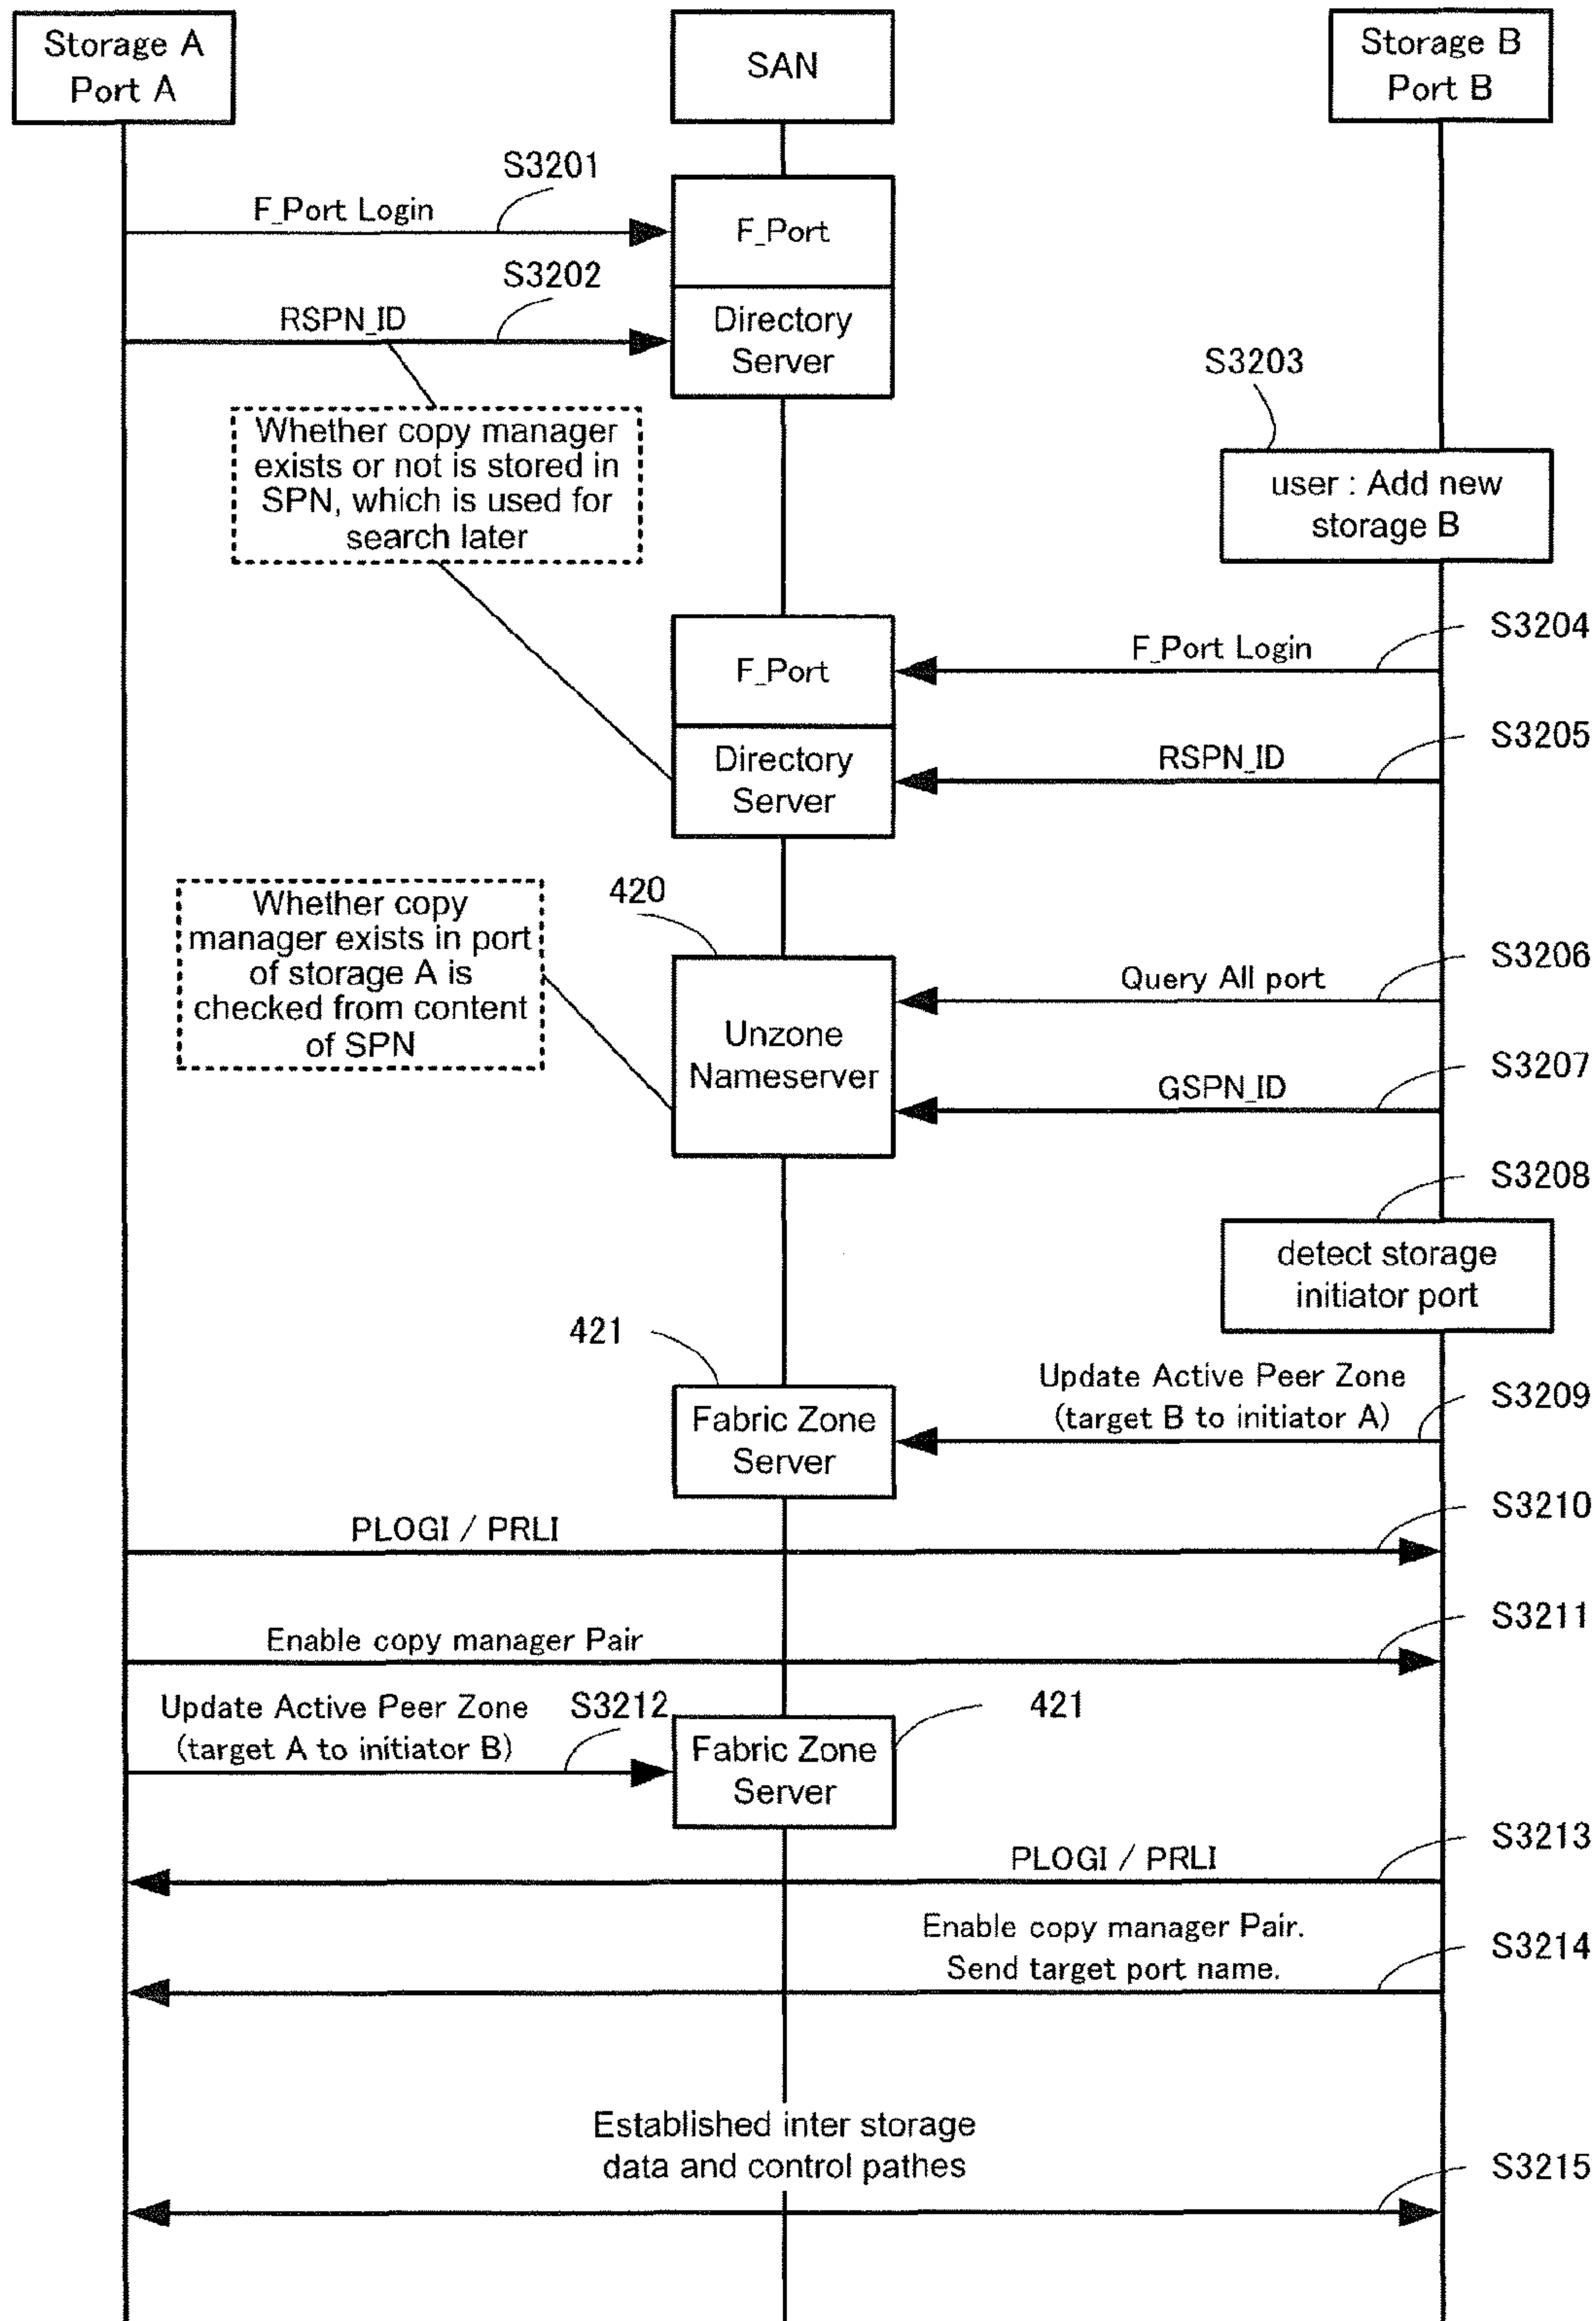 Storage A
Port A
SAN
Storage B
Port B
S3201
F_Port Login
F_Port
S3202
RSPN_ID
Directory
Server
S3203
Whether copy manager
exists or not is stored in
SPN, which is used for
search later
user : Add new
storage B
S3204
F_Port Login
F_Port
S3205
RSPN_ID
Directory
Server
420
Whether copy
manager exists in port
of storage A is
checked from content
of SPN
S3206
Query All port
Unzone
Nameserver
S3207
GSPN_ID
S3208
detect storage
initiator port
421
Update Active Peer Zone
(target B to initiator A)
S3209
Fabric Zone
Server
S3210
PLOGI / PRLI
S3211
Enable copy manager Pair
Update Active Peer Zone
(target A to initiator B)
S3212
421
Fabric Zone
Server
S3213
PLOGI / PRLI
Enable copy manager Pair.
Send target port name.
S3214
Established inter storage
data and control pathes
S3215